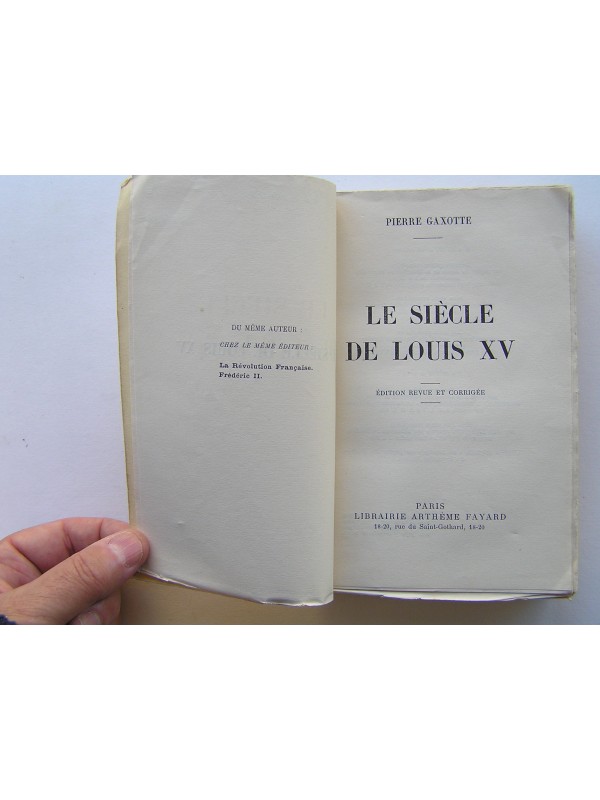 DU MÊME AUTEUR :
CHEZ LE MÊME ÉDITEUR
La Révolution Française.
Frédéric II.
PIERRE GAXOTTE
LE SIÈCLE
DE LOUIS XV
ÉDITION REVUE ET CORRIGÉE
PARIS
LIBRAIRIE ARTHÈME FAYARD
18-20, rue du Saint-Gothard, 18-20